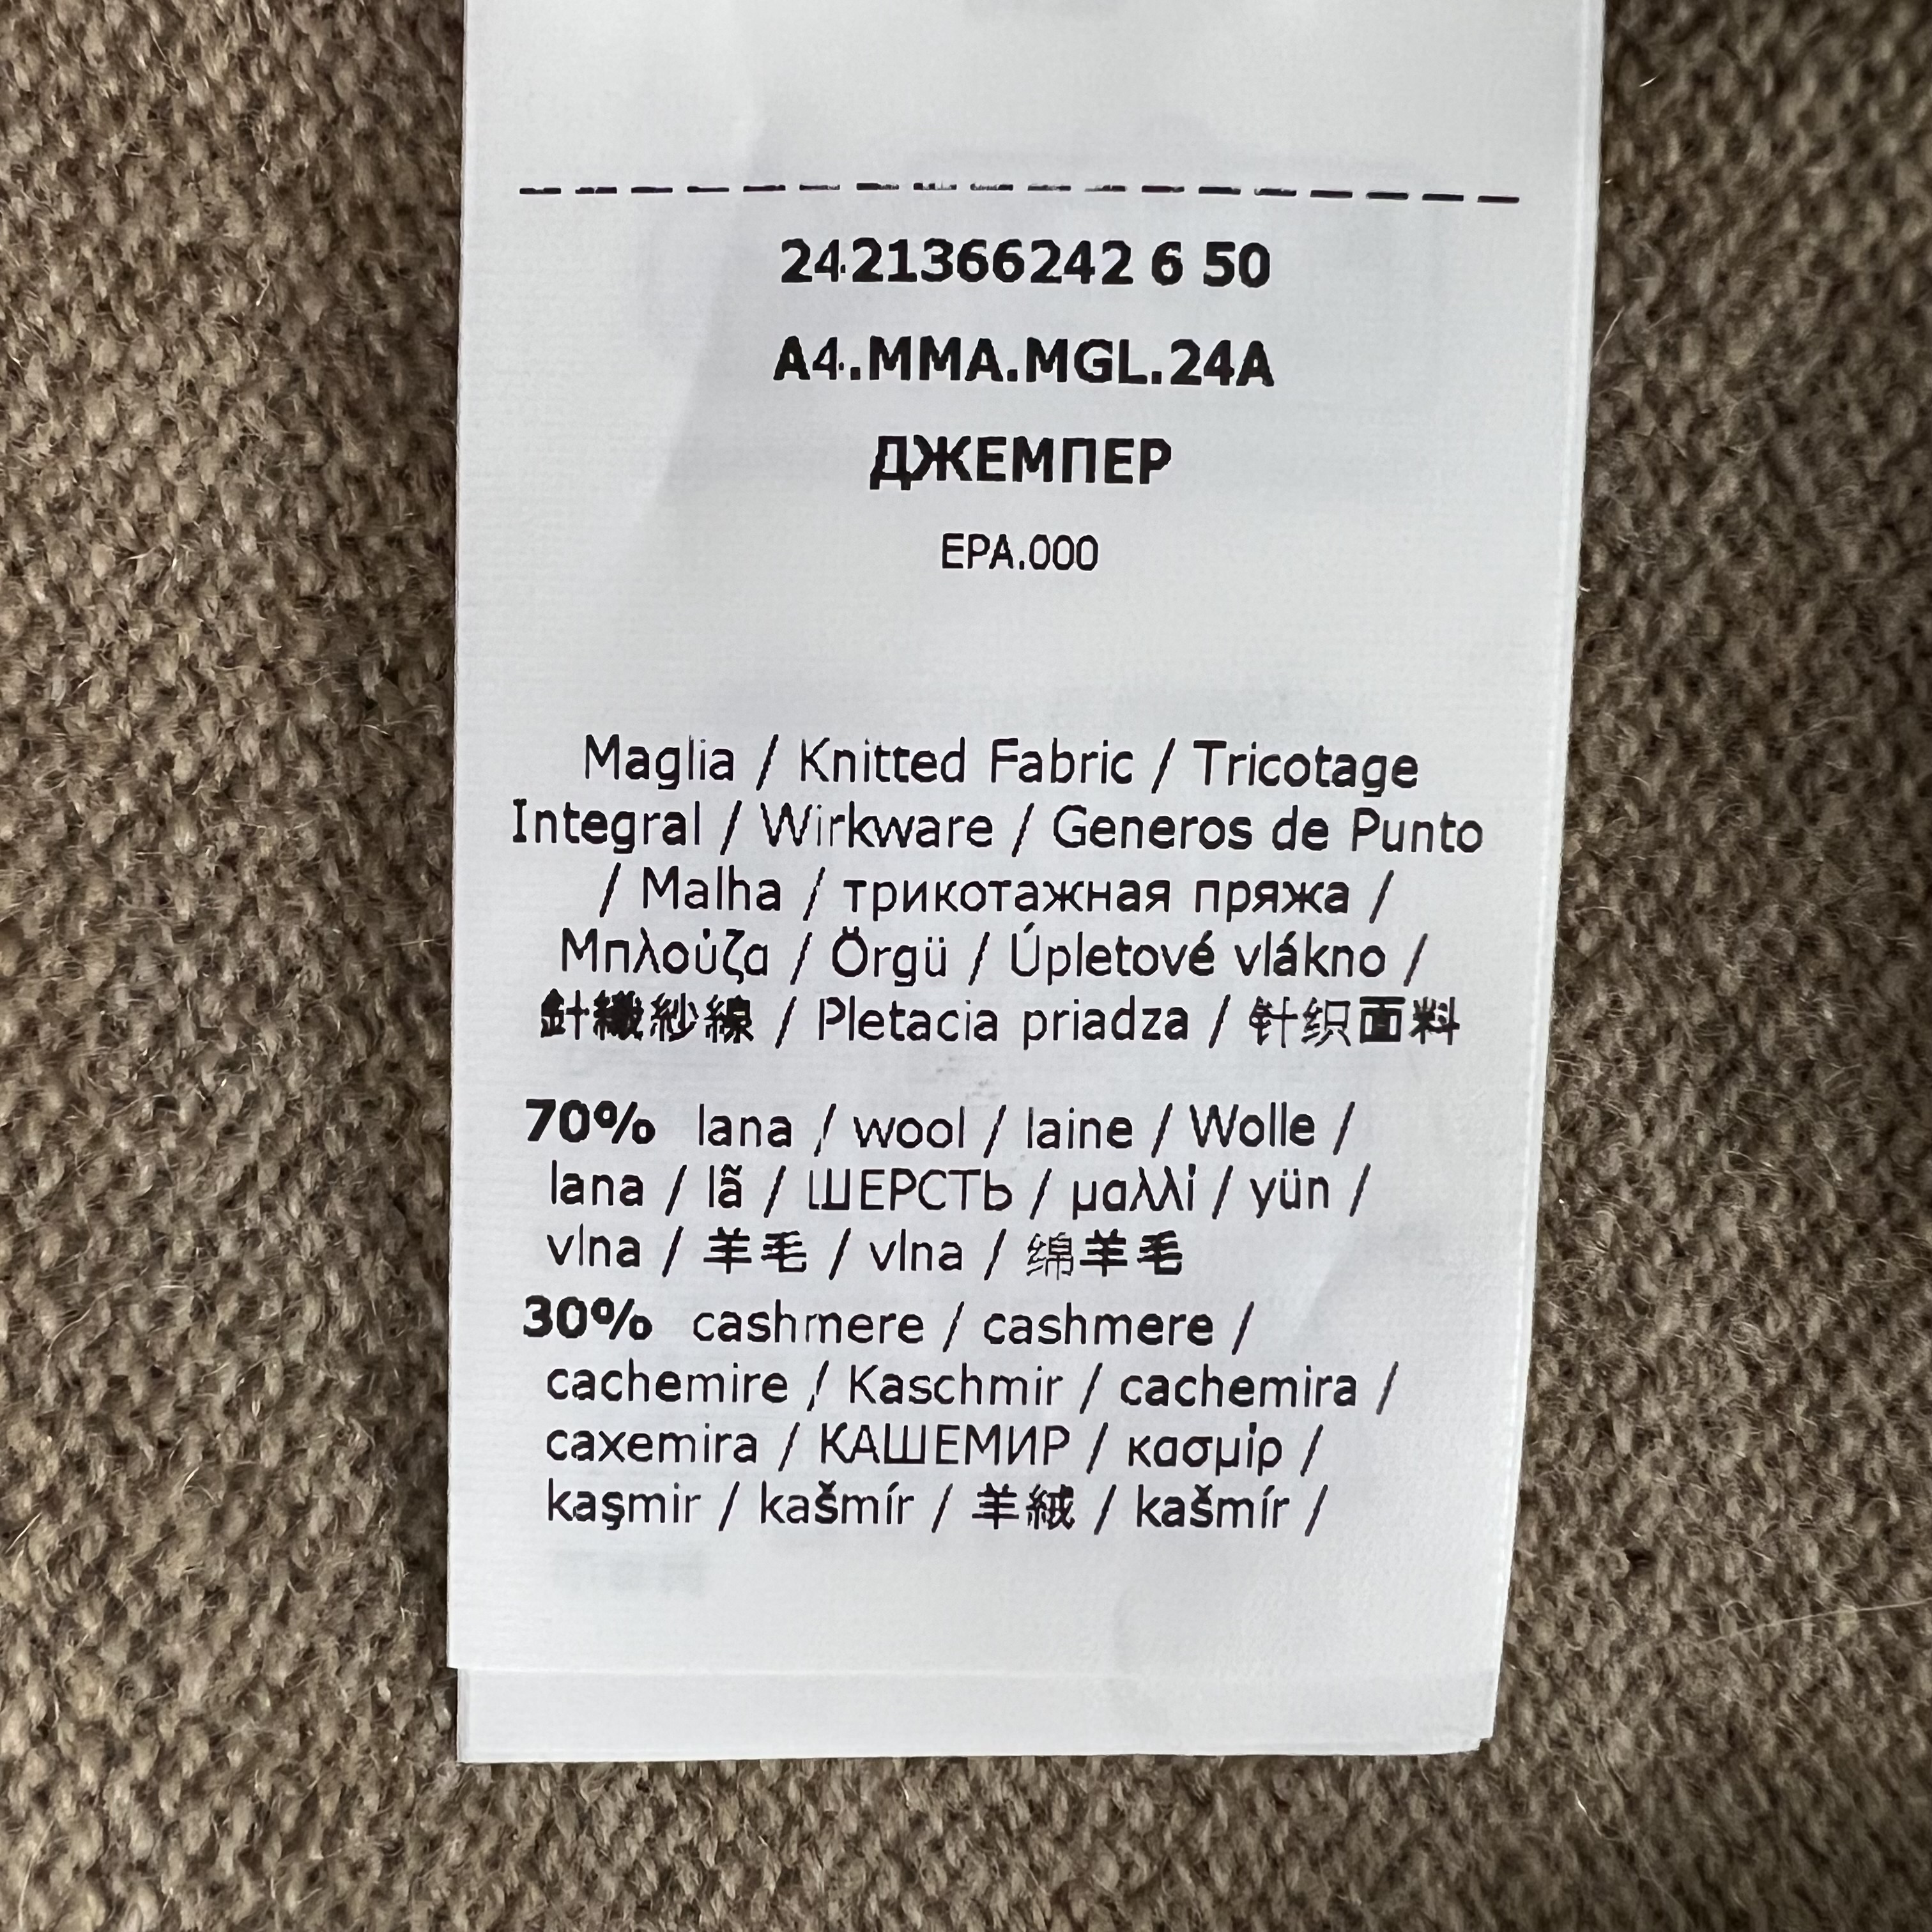 2421366242 6 50
A4.MMA.MGL.24A
ДЖЕМПЕР
EPA.000
Maglia / Knitted Fabric / Tricotage
Integral / Wirkware / Generos de Punto
/ Malha / трикотажная пряжа /
Μπλούζα / Örgü / Úpletové vlákno /
針織紗線 / Pletacia priadza / 针织面料
70% lana / wool / laine / Wolle /
lana / lã / ШЕРСТЬ / μαλλί / yün /
vlna / 羊毛 / vlna / 绵羊毛
30% cashmere / cashmere /
cachemire / Kaschmir / cachemira /
caxemira / КАШЕМИР / κασμίρ /
kaşmir / kašmír / 羊絨 / kašmír /